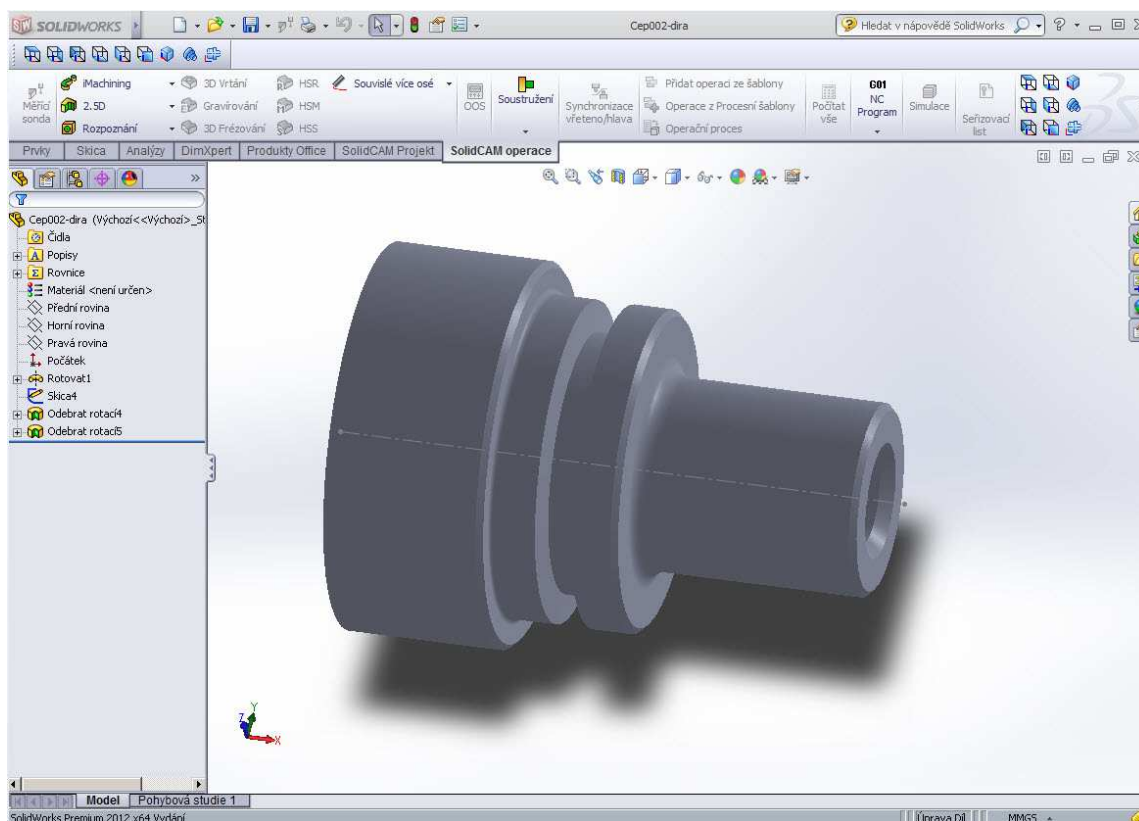 SOLIDWORKS
Cep002-dira
Hledat v nápovědě SolidWorks
iMachining
3D Vrtání
HSR
Souvislé více osé
Přidat operaci ze šablony
Měřící sonda
2.5D
Gravírování
HSM
OOS
Soustružení
Synchronizace vřeteno/hlava
Operace z Procesní šablony
Počítat vše
G01
NC Program
Simulace
Seřizovací list
Rozpoznání
3D Frézování
HSS
Operační proces
Prvky
Skica
Analýzy
DimXpert
Produkty Office
SolidCAM Projekt
SolidCAM operace
Cep002-dira (Výchozí<<Výchozí>_St
Čidla
Popisy
Rovnice
Materiál <není určen>
Přední rovina
Horní rovina
Pravá rovina
Počátek
Rotovat1
Skica4
Odebrat rotací4
Odebrat rotací5
Y
Z
X
Model
Pohybová studie 1
SolidWorks Premium 2012 x64 Vydání
Úprava Díl
MMGS